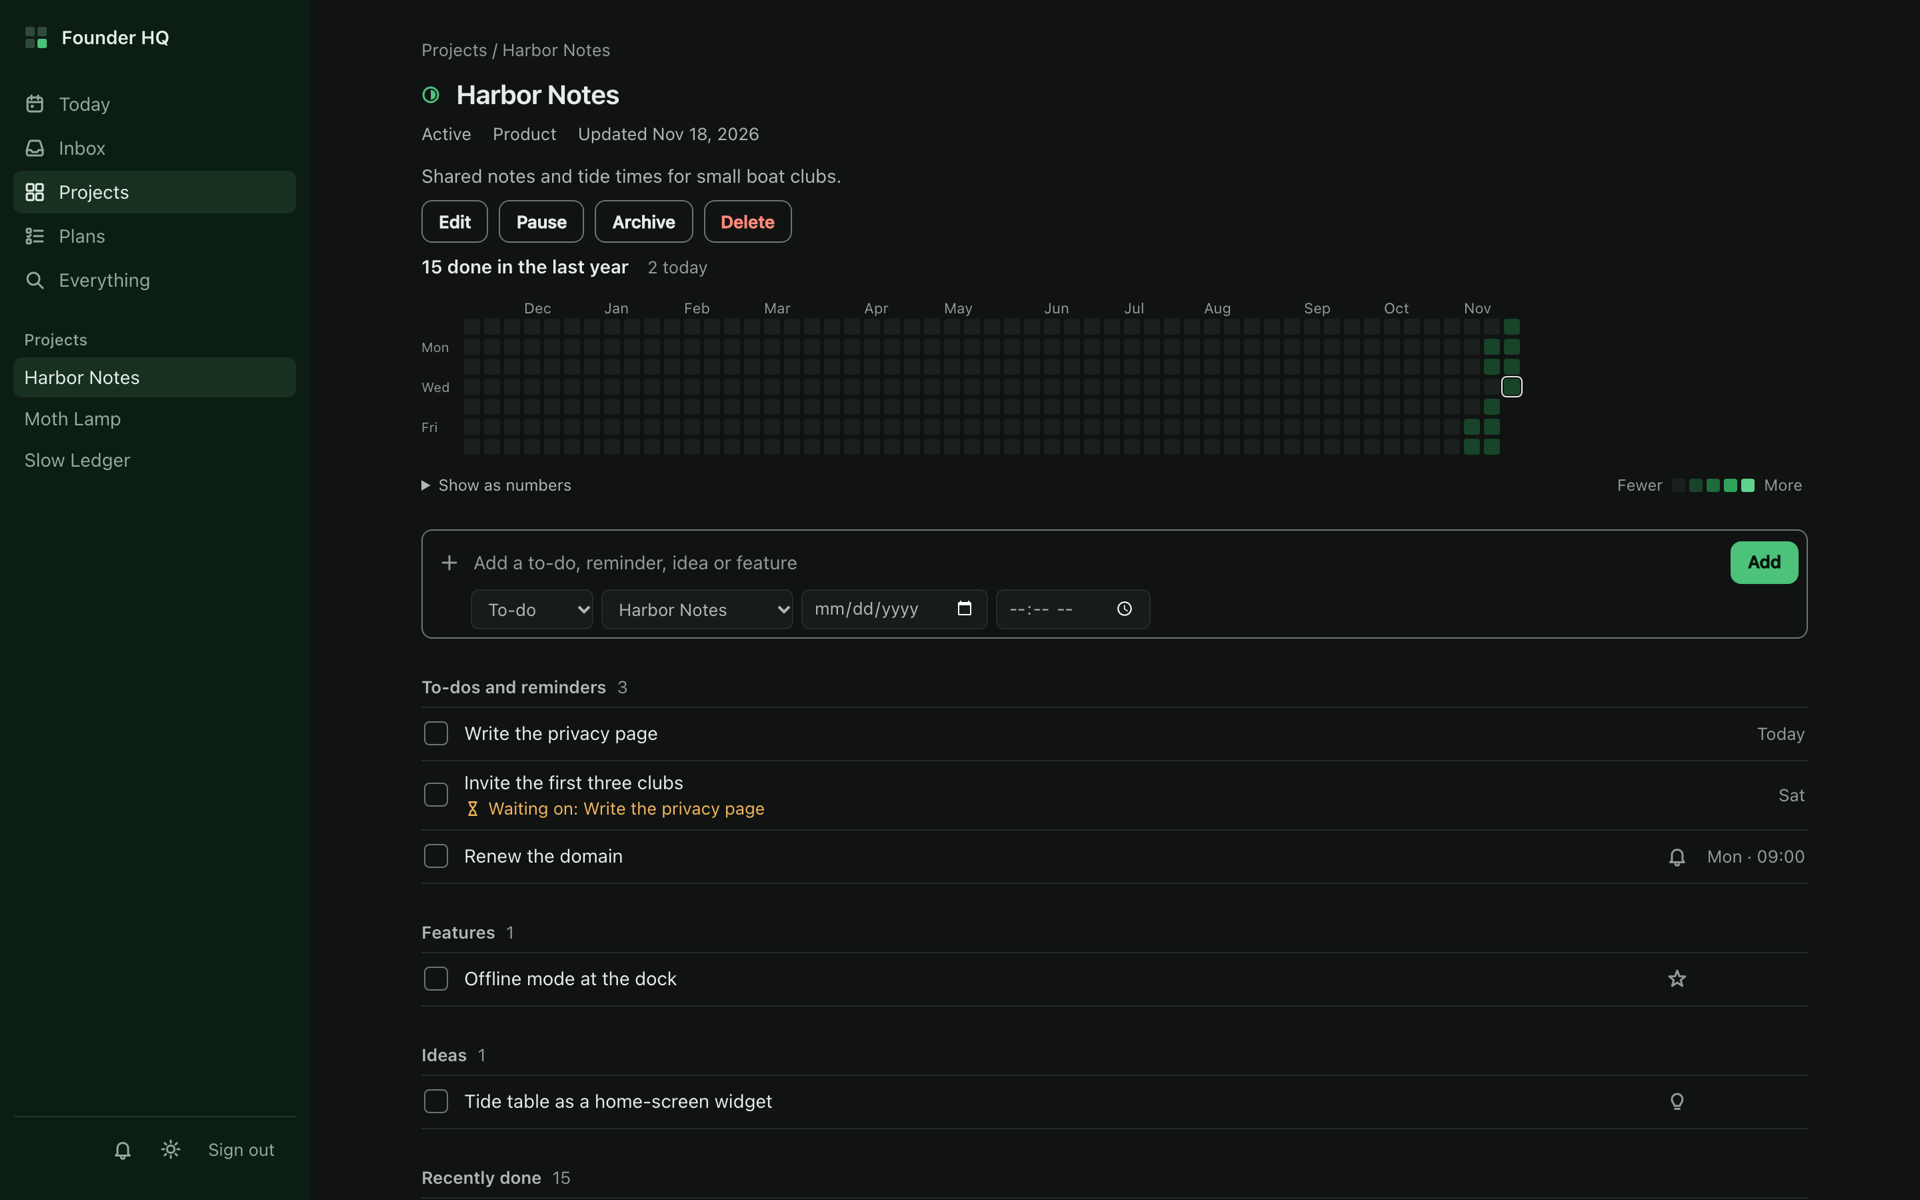 Founder HQ
Today
Inbox
Projects
Plans
Everything
Projects
Harbor Notes
Moth Lamp
Slow Ledger
Sign out
Projects / Harbor Notes
Harbor Notes
Active Product Updated Nov 18, 2026
Shared notes and tide times for small boat clubs.
Edit Pause Archive Delete
15 done in the last year 2 today
Dec Jan Feb Mar Apr May Jun Jul Aug Sep Oct Nov
Mon
Wed
Fri
Show as numbers
Fewer More
Add a to-do, reminder, idea or feature
Add
To-do Harbor Notes mm/dd/yyyy --:-- --
To-dos and reminders 3
Write the privacy page Today
Invite the first three clubs
Waiting on: Write the privacy page
Sat
Renew the domain Mon · 09:00
Features 1
Offline mode at the dock
Ideas 1
Tide table as a home-screen widget
Recently done 15